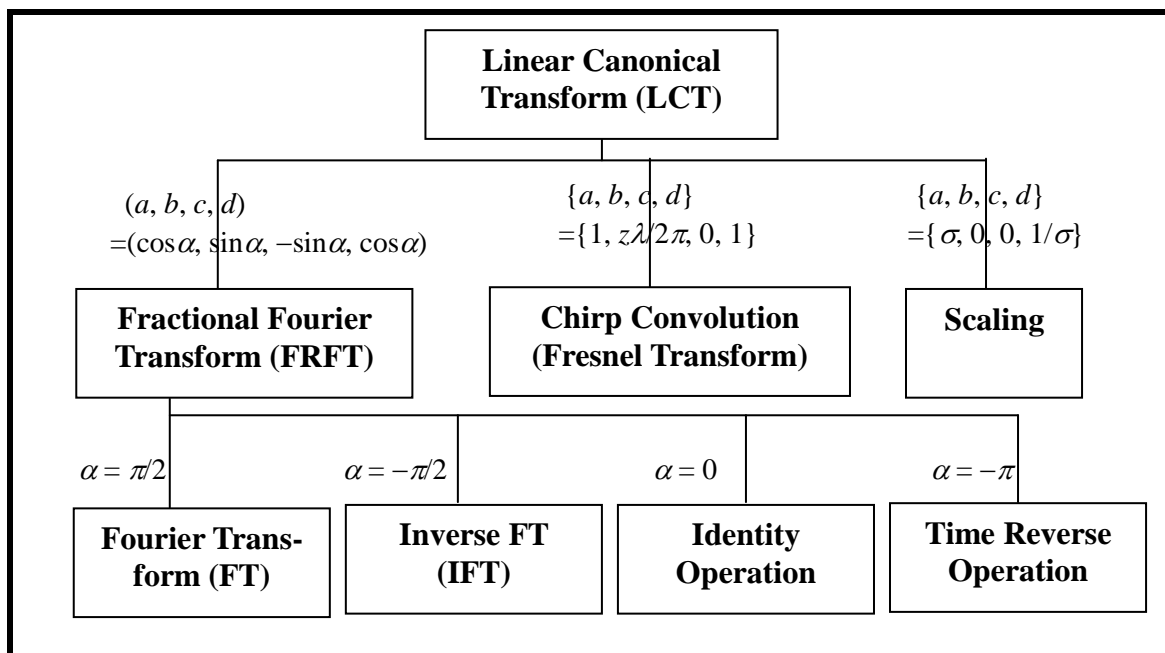 Linear Canonical
Transform (LCT)
(a, b, c, d)
=(cosα, sinα, −sinα, cosα)
{a, b, c, d}
={1, zλ/2π, 0, 1}
{a, b, c, d}
={σ, 0, 0, 1/σ}
Fractional Fourier
Transform (FRFT)
Chirp Convolution
(Fresnel Transform)
Scaling
α = π/2
α = −π/2
α = 0
α = −π
Fourier Trans-
form (FT)
Inverse FT
(IFT)
Identity
Operation
Time Reverse
Operation